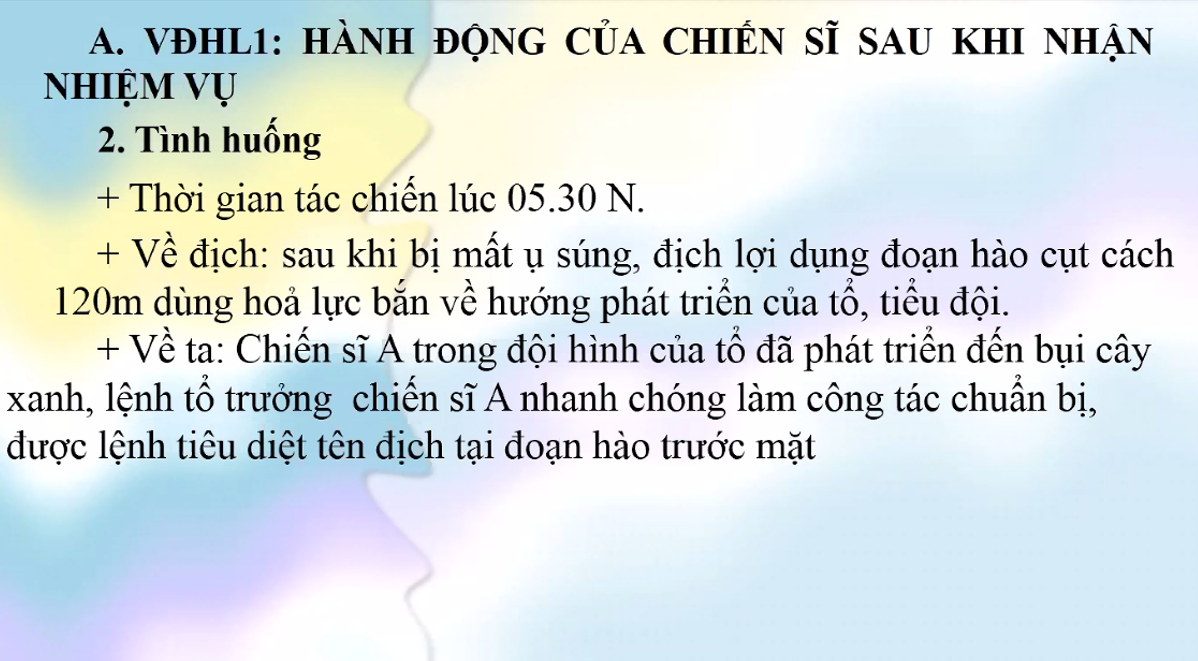 A. VĐHL1: HÀNH ĐỘNG CỦA CHIẾN SĨ SAU KHI NHẬN
NHIỆM VỤ
2. Tình huống
+ Thời gian tác chiến lúc 05.30 N.
+ Về địch: sau khi bị mất ụ súng, địch lợi dụng đoạn hào cụt cách
120m dùng hoả lực bắn về hướng phát triển của tổ, tiểu đội.
+ Về ta: Chiến sĩ A trong đội hình của tổ đã phát triển đến bụi cây
xanh, lệnh tổ trưởng chiến sĩ A nhanh chóng làm công tác chuẩn bị,
được lệnh tiêu diệt tên địch tại đoạn hào trước mặt